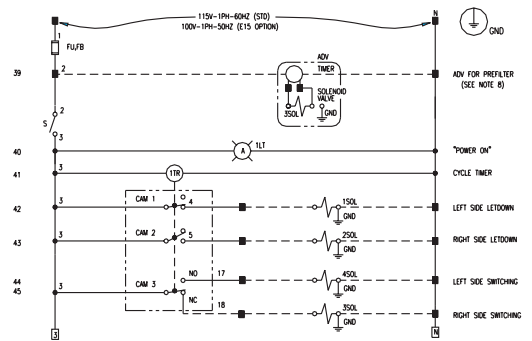 115V-1PH-60HZ (STD)
100V-1PH-50HZ (E15 OPTION)
N
GND
1
FU,FB
ADV
TIMER
39
2
ADV FOR PREFILTER
(SEE NOTE 8)
SOLENOID
VALVE
3SOL
GND
2
S
3
1LT
40
A
"POWER ON"
41
3
1TR
CYCLE TIMER
42
3
CAM 1
4
1SOL
GND
LEFT SIDE LETDOWN
43
3
CAM 2
5
2SOL
GND
RIGHT SIDE LETDOWN
44
NO
17
4SOL
GND
LEFT SIDE SWITCHING
45
3
CAM 3
NC
18
3SOL
GND
RIGHT SIDE SWITCHING
3
N